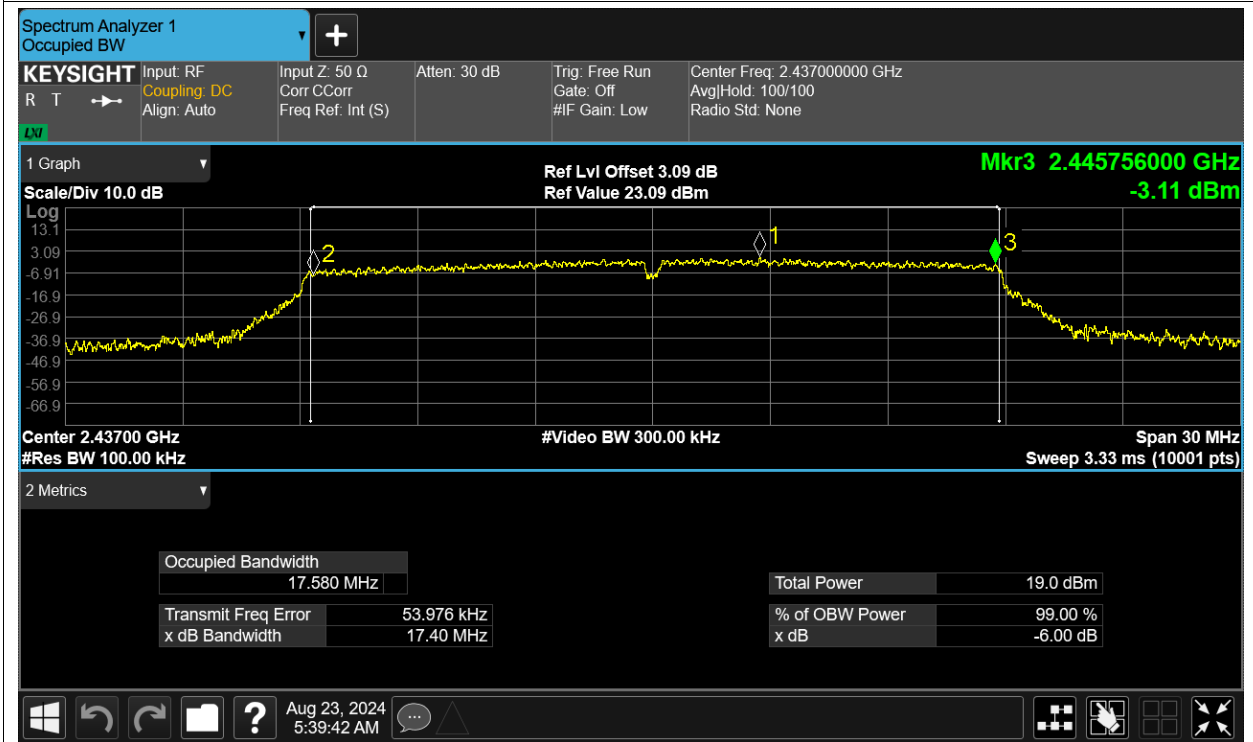 Spectrum Analyzer 1
Occupied BW
KEYSIGHT
R T
LXI
Input: RF
Coupling: DC
Align: Auto
Input Z: 50 Ω
Corr CCorr
Freq Ref: Int (S)
Atten: 30 dB
Trig: Free Run
Gate: Off
#IF Gain: Low
Center Freq: 2.437000000 GHz
Avg|Hold: 100/100
Radio Std: None
1 Graph
Scale/Div 10.0 dB
Ref Lvl Offset 3.09 dB
Ref Value 23.09 dBm
Mkr3 2.445756000 GHz
-3.11 dBm
Log
13.1
3.09
-6.91
-16.9
-26.9
-36.9
-46.9
-56.9
-66.9
2
1
3
Center 2.43700 GHz
#Res BW 100.00 kHz
#Video BW 300.00 kHz
Span 30 MHz
Sweep 3.33 ms (10001 pts)
2 Metrics
Occupied Bandwidth
17.580 MHz
Transmit Freq Error 53.976 kHz
x dB Bandwidth 17.40 MHz
Total Power 19.0 dBm
% of OBW Power 99.00 %
x dB -6.00 dB
?
Aug 23, 2024
5:39:42 AM